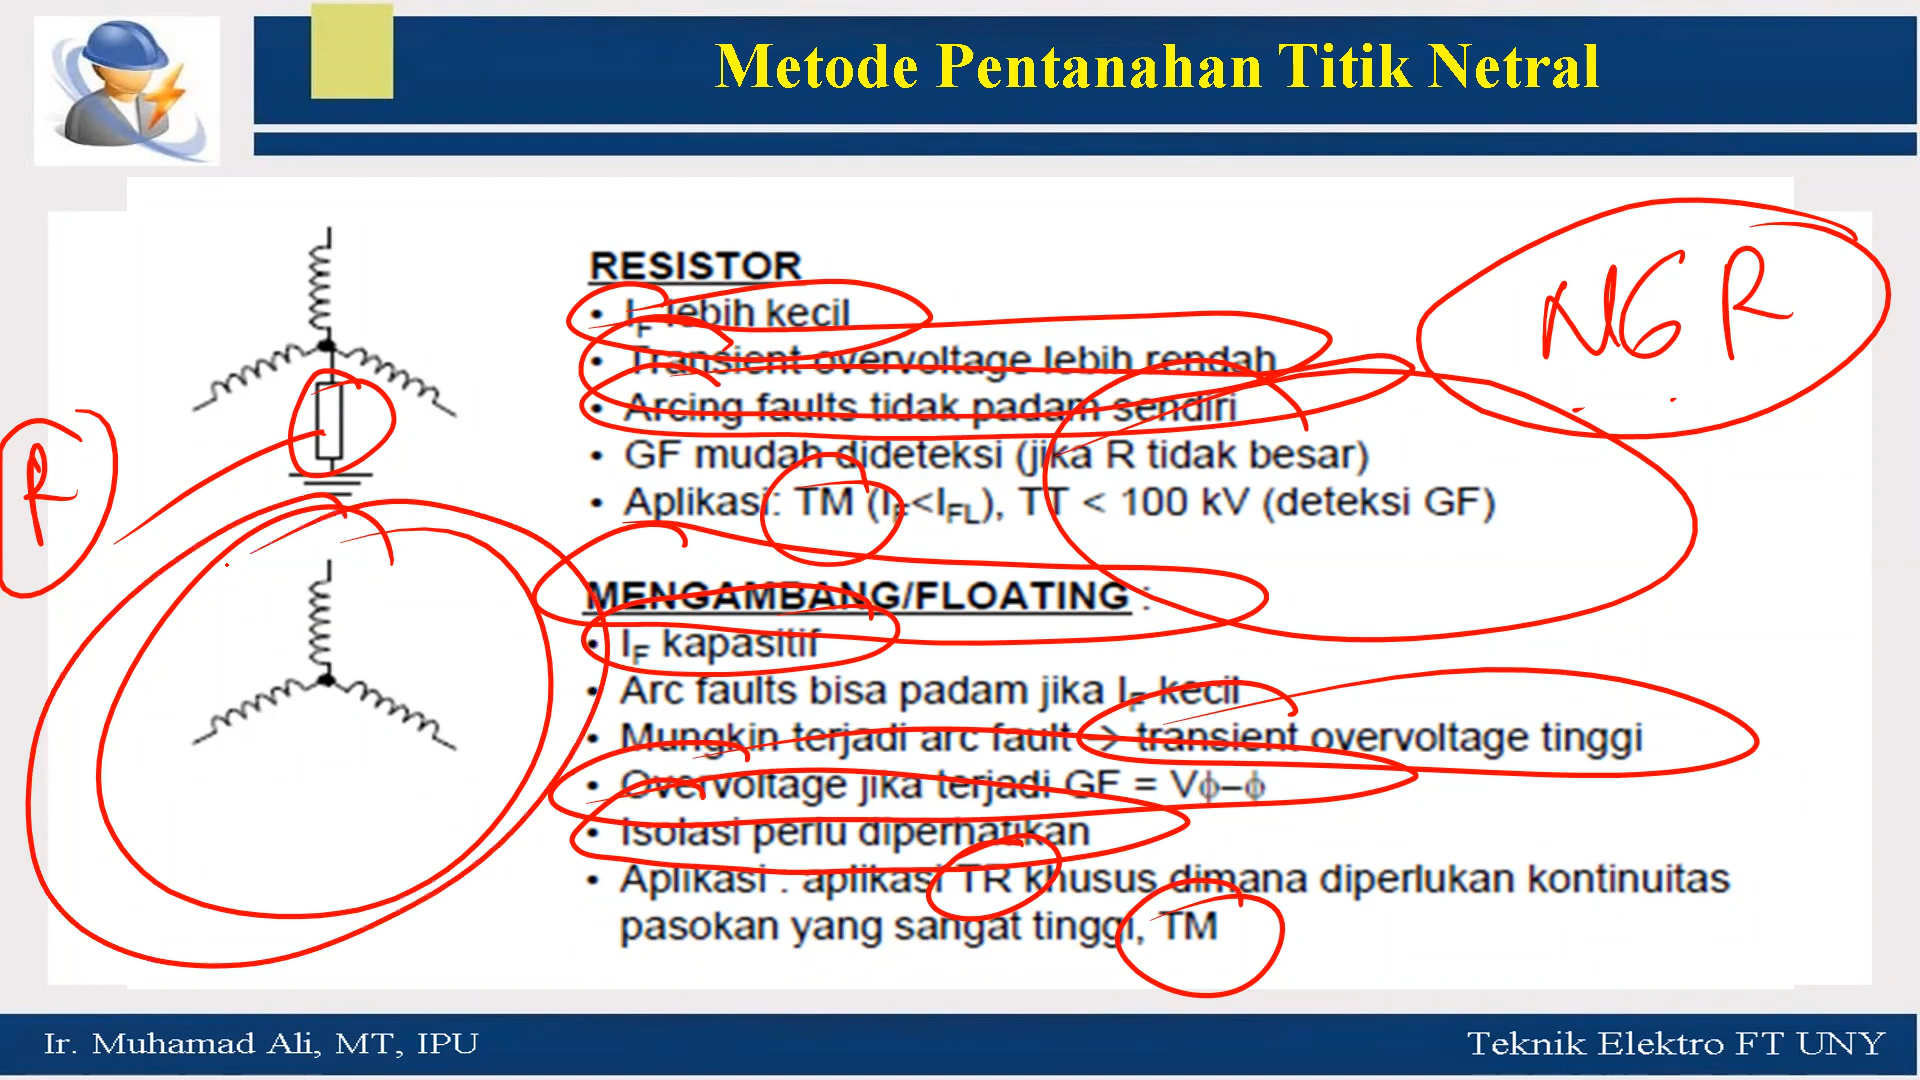 Metode Pentanahan Titik Netral
RESISTOR
• IF lebih kecil
• Transient overvoltage lebih rendah
• Arcing faults tidak padam sendiri
• GF mudah dideteksi (jika R tidak besar)
• Aplikasi: TM (IF<IFL), TT < 100 kV (deteksi GF)
NGR
R
MENGAMBANG/FLOATING :
• IF kapasitif
• Arc faults bisa padam jika IF kecil
• Mungkin terjadi arc fault → transient overvoltage tinggi
• Overvoltage jika terjadi GF = Vϕ–ϕ
• Isolasi perlu diperhatikan
• Aplikasi : aplikasi TR khusus dimana diperlukan kontinuitas
pasokan yang sangat tinggi, TM
Ir. Muhamad Ali, MT, IPU
Teknik Elektro FT UNY